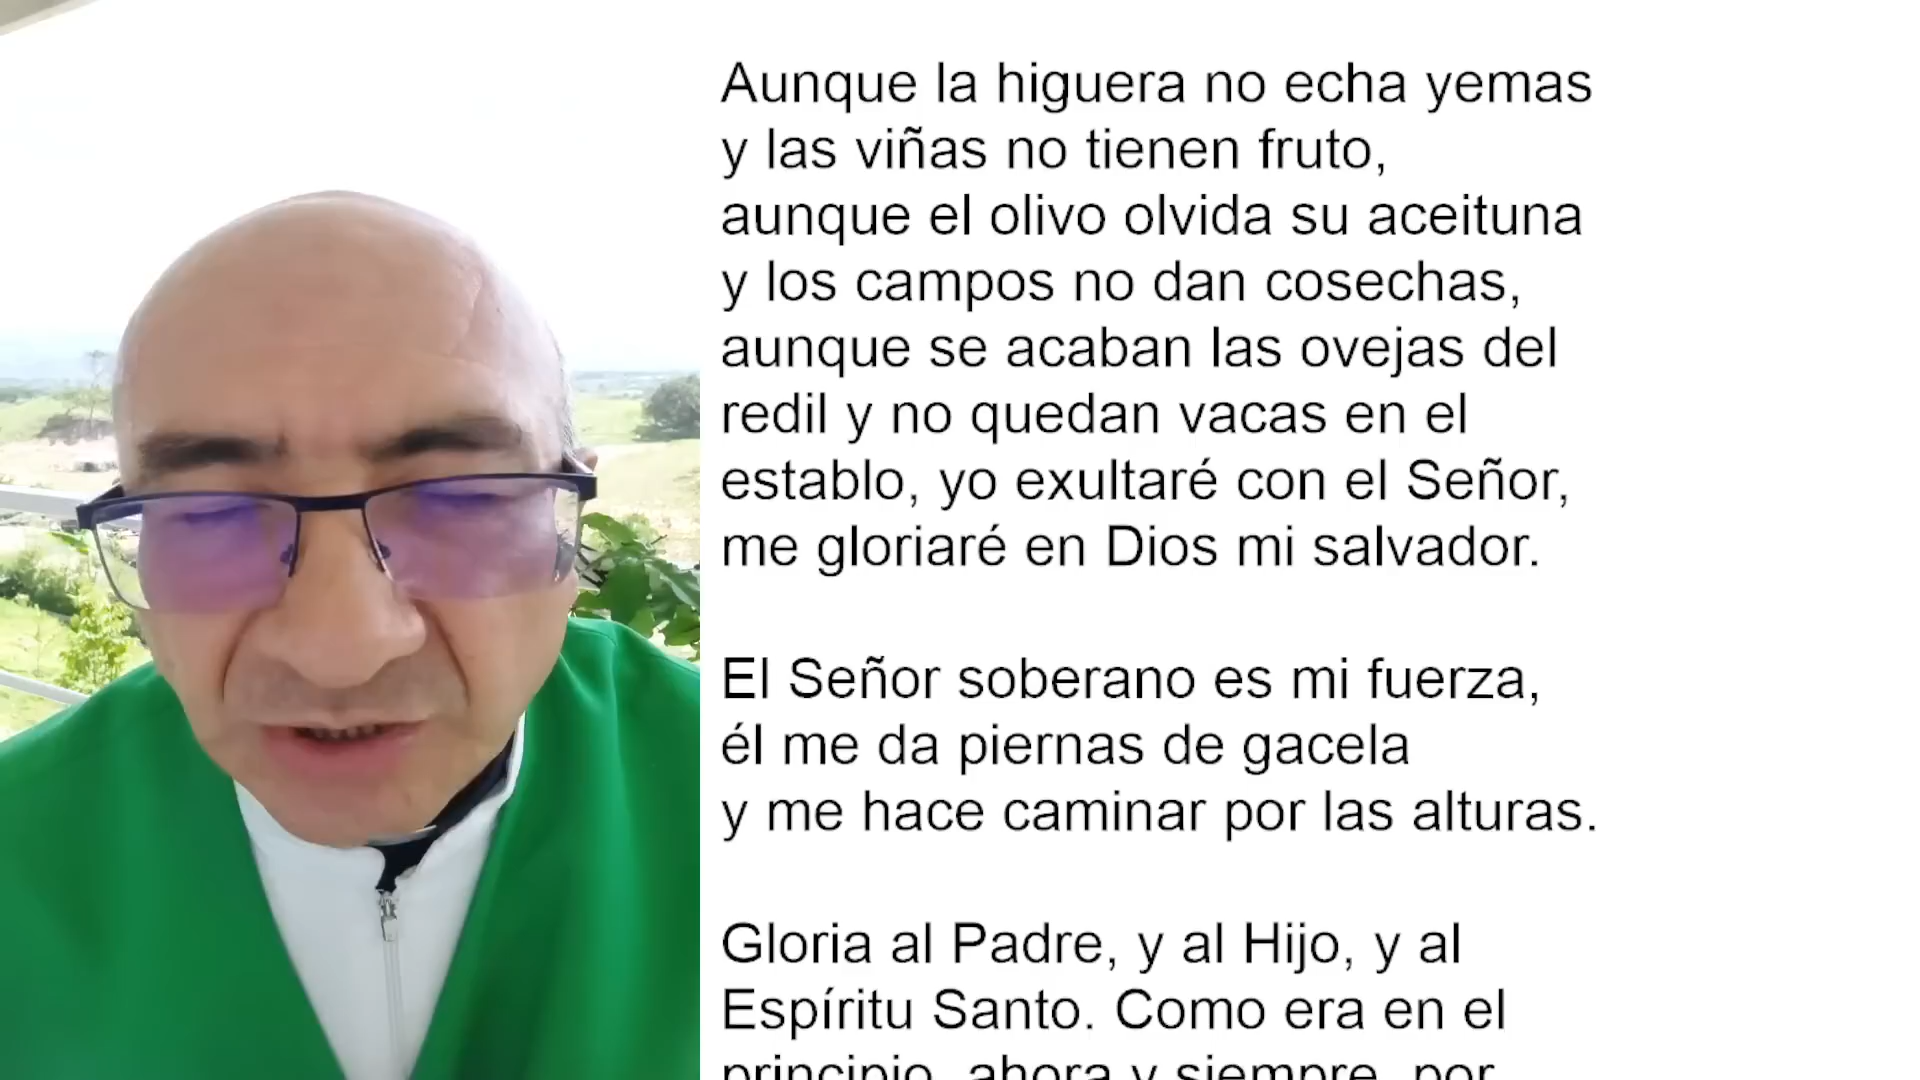 Aunque la higuera no echa yemas
y las viñas no tienen fruto,
aunque el olivo olvida su aceituna
y los campos no dan cosechas,
aunque se acaban las ovejas del
redil y no quedan vacas en el
establo, yo exultaré con el Señor,
me gloriaré en Dios mi salvador.
El Señor soberano es mi fuerza,
él me da piernas de gacela
y me hace caminar por las alturas.
Gloria al Padre, y al Hijo, y al
Espíritu Santo. Como era en el
principio, ahora y siempre, por